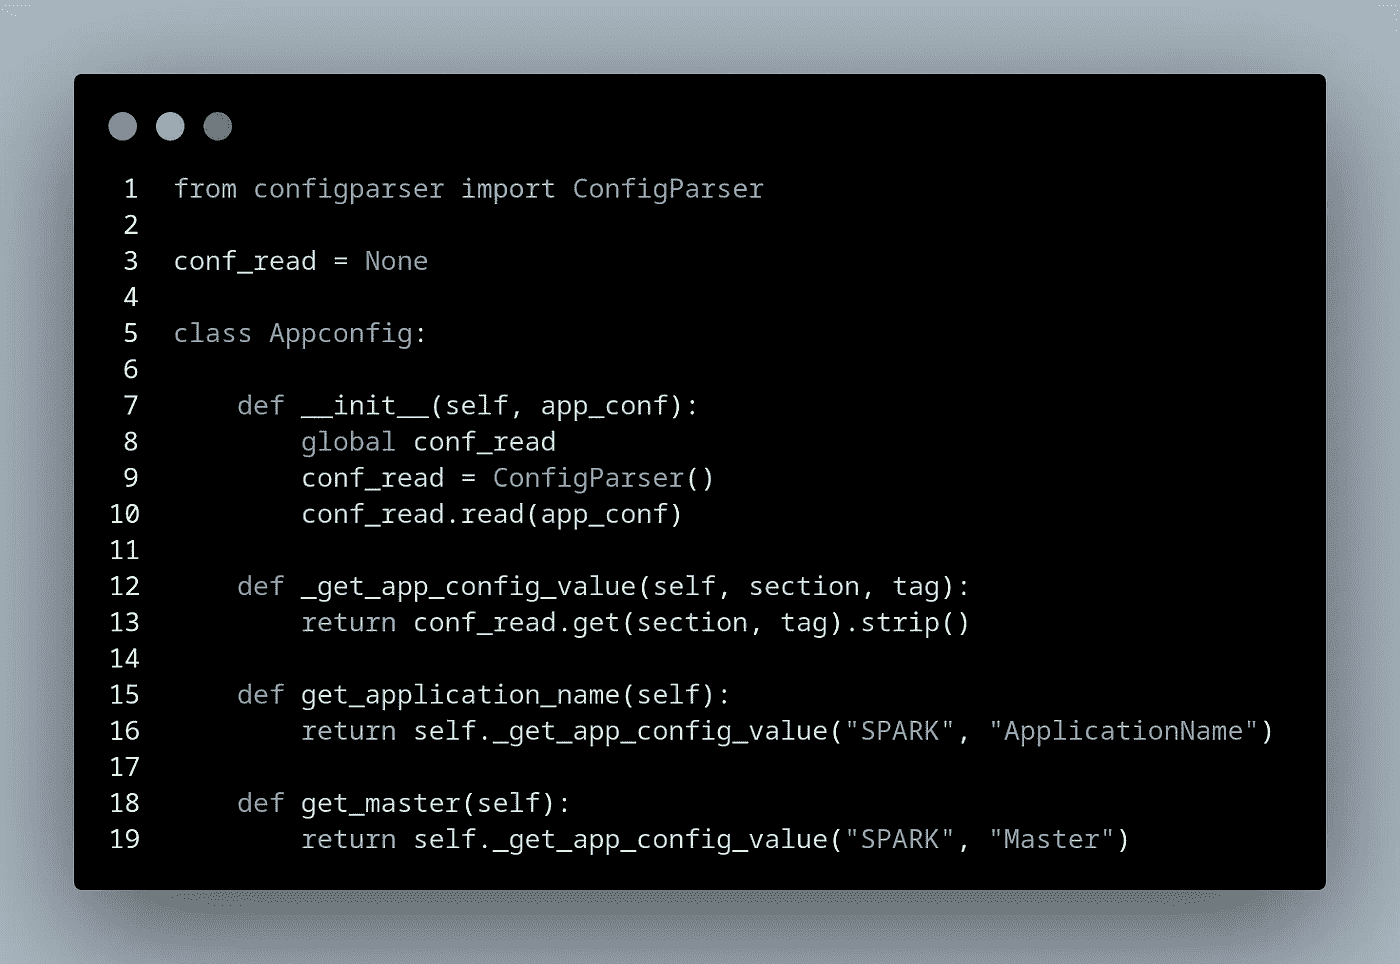 1 from configparser import ConfigParser
2
3 conf_read = None
4
5 class Appconfig:
6
7     def __init__(self, app_conf):
8         global conf_read
9         conf_read = ConfigParser()
10         conf_read.read(app_conf)
11
12     def _get_app_config_value(self, section, tag):
13         return conf_read.get(section, tag).strip()
14
15     def get_application_name(self):
16         return self._get_app_config_value("SPARK", "ApplicationName")
17
18     def get_master(self):
19         return self._get_app_config_value("SPARK", "Master")